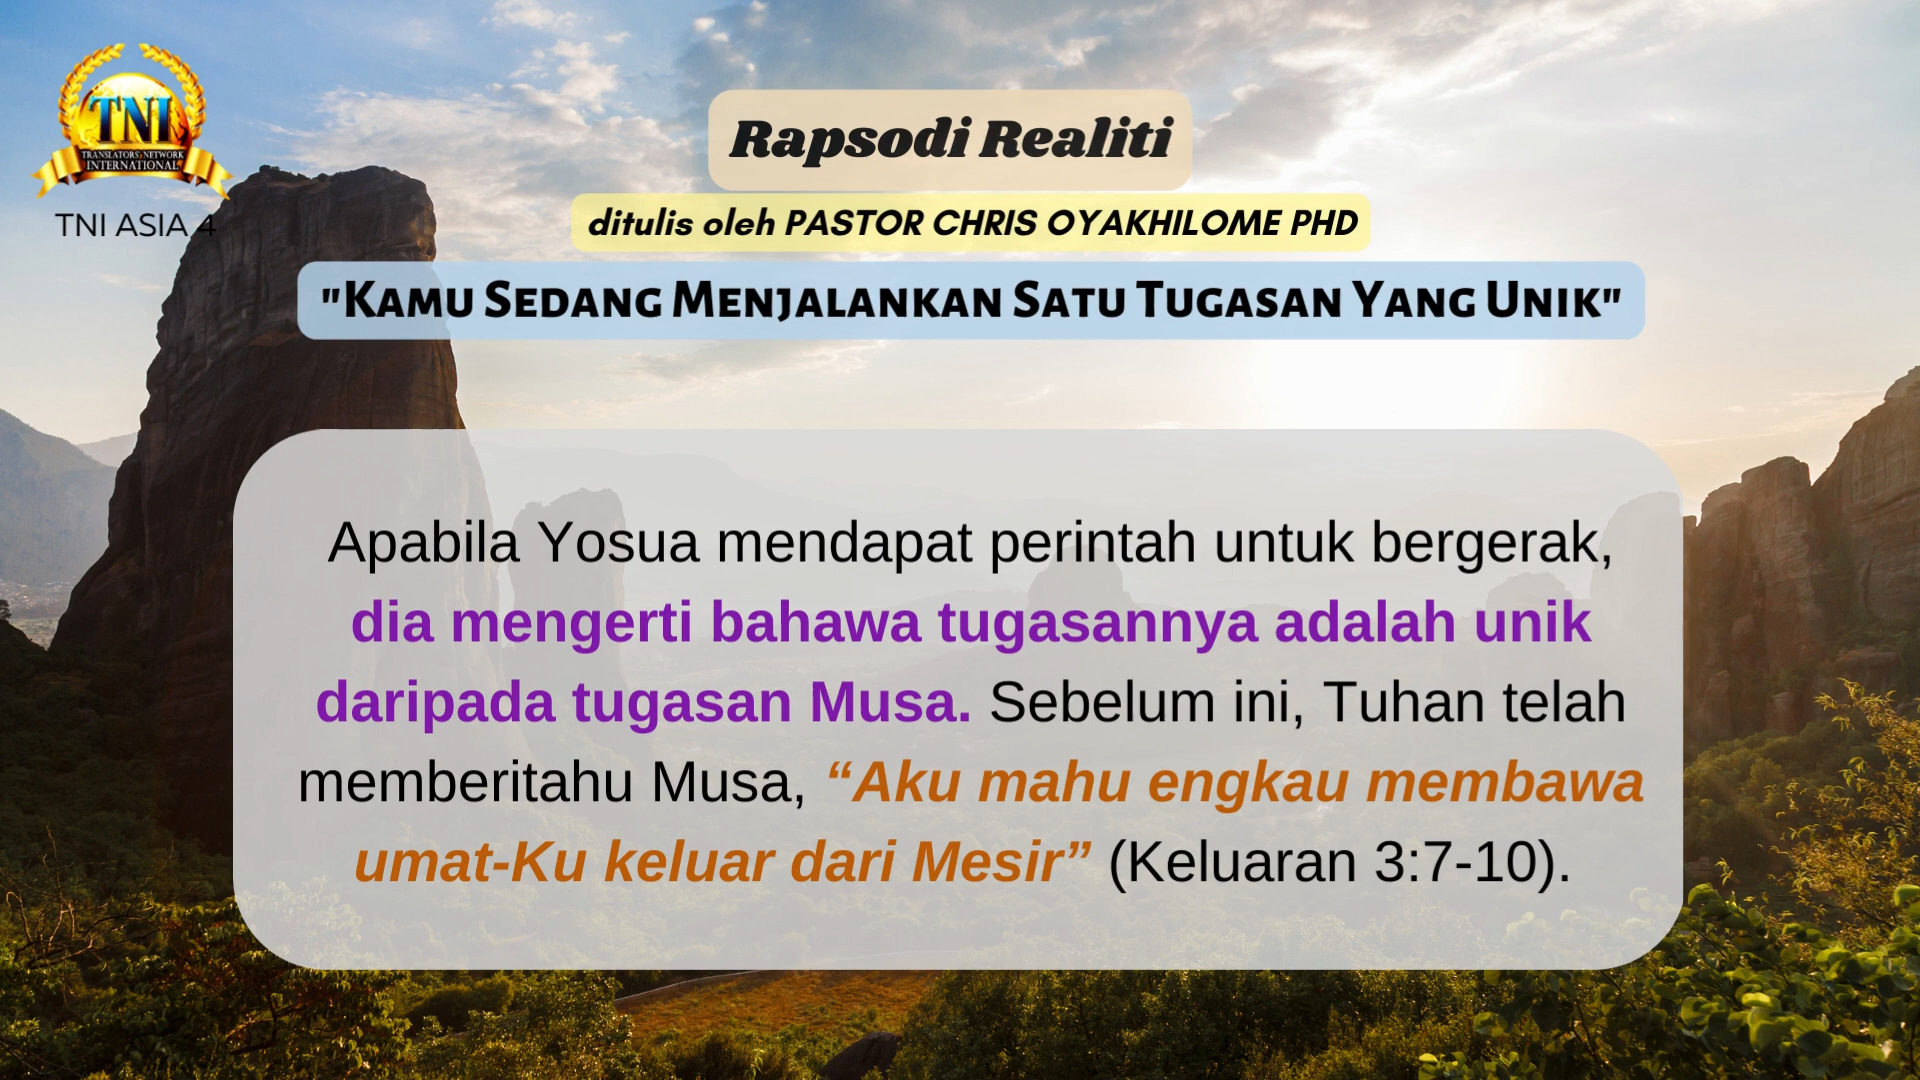 TNI
TRANSLATORS' NETWORK
INTERNATIONAL
TNI ASIA 4
Rapsodi Realiti
ditulis oleh PASTOR CHRIS OYAKHILOME PHD
"Kamu Sedang Menjalankan Satu Tugasan Yang Unik"
Apabila Yosua mendapat perintah untuk bergerak,
dia mengerti bahawa tugasannya adalah unik
daripada tugasan Musa. Sebelum ini, Tuhan telah
memberitahu Musa, “Aku mahu engkau membawa
umat-Ku keluar dari Mesir” (Keluaran 3:7-10).